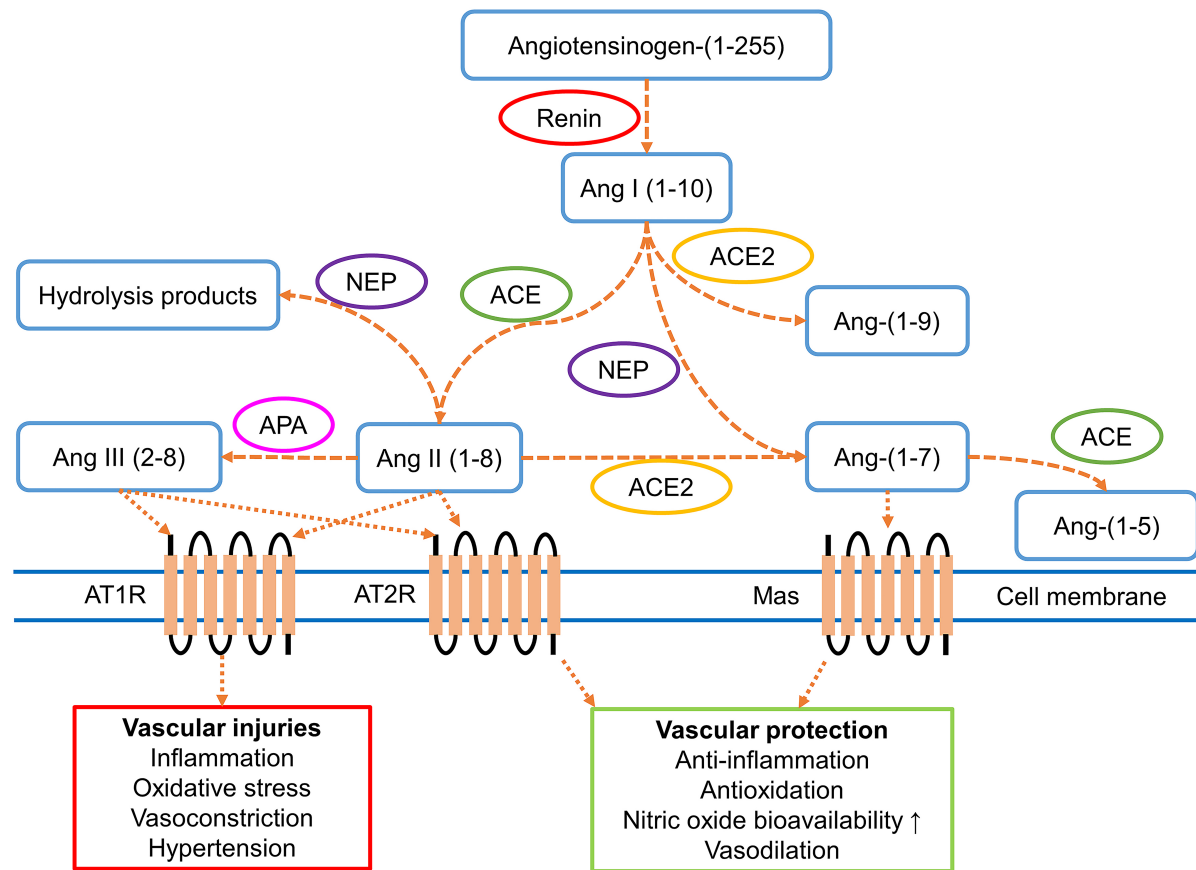 Angiotensinogen-(1-255)
Renin
Ang I (1-10)
ACE2
NEP
ACE
Hydrolysis products
Ang-(1-9)
NEP
APA
ACE
Ang III (2-8)
Ang II (1-8)
Ang-(1-7)
ACE2
Ang-(1-5)
AT1R
AT2R
Mas
Cell membrane
Vascular injuries
Inflammation
Oxidative stress
Vasoconstriction
Hypertension
Vascular protection
Anti-inflammation
Antioxidation
Nitric oxide bioavailability ↑
Vasodilation